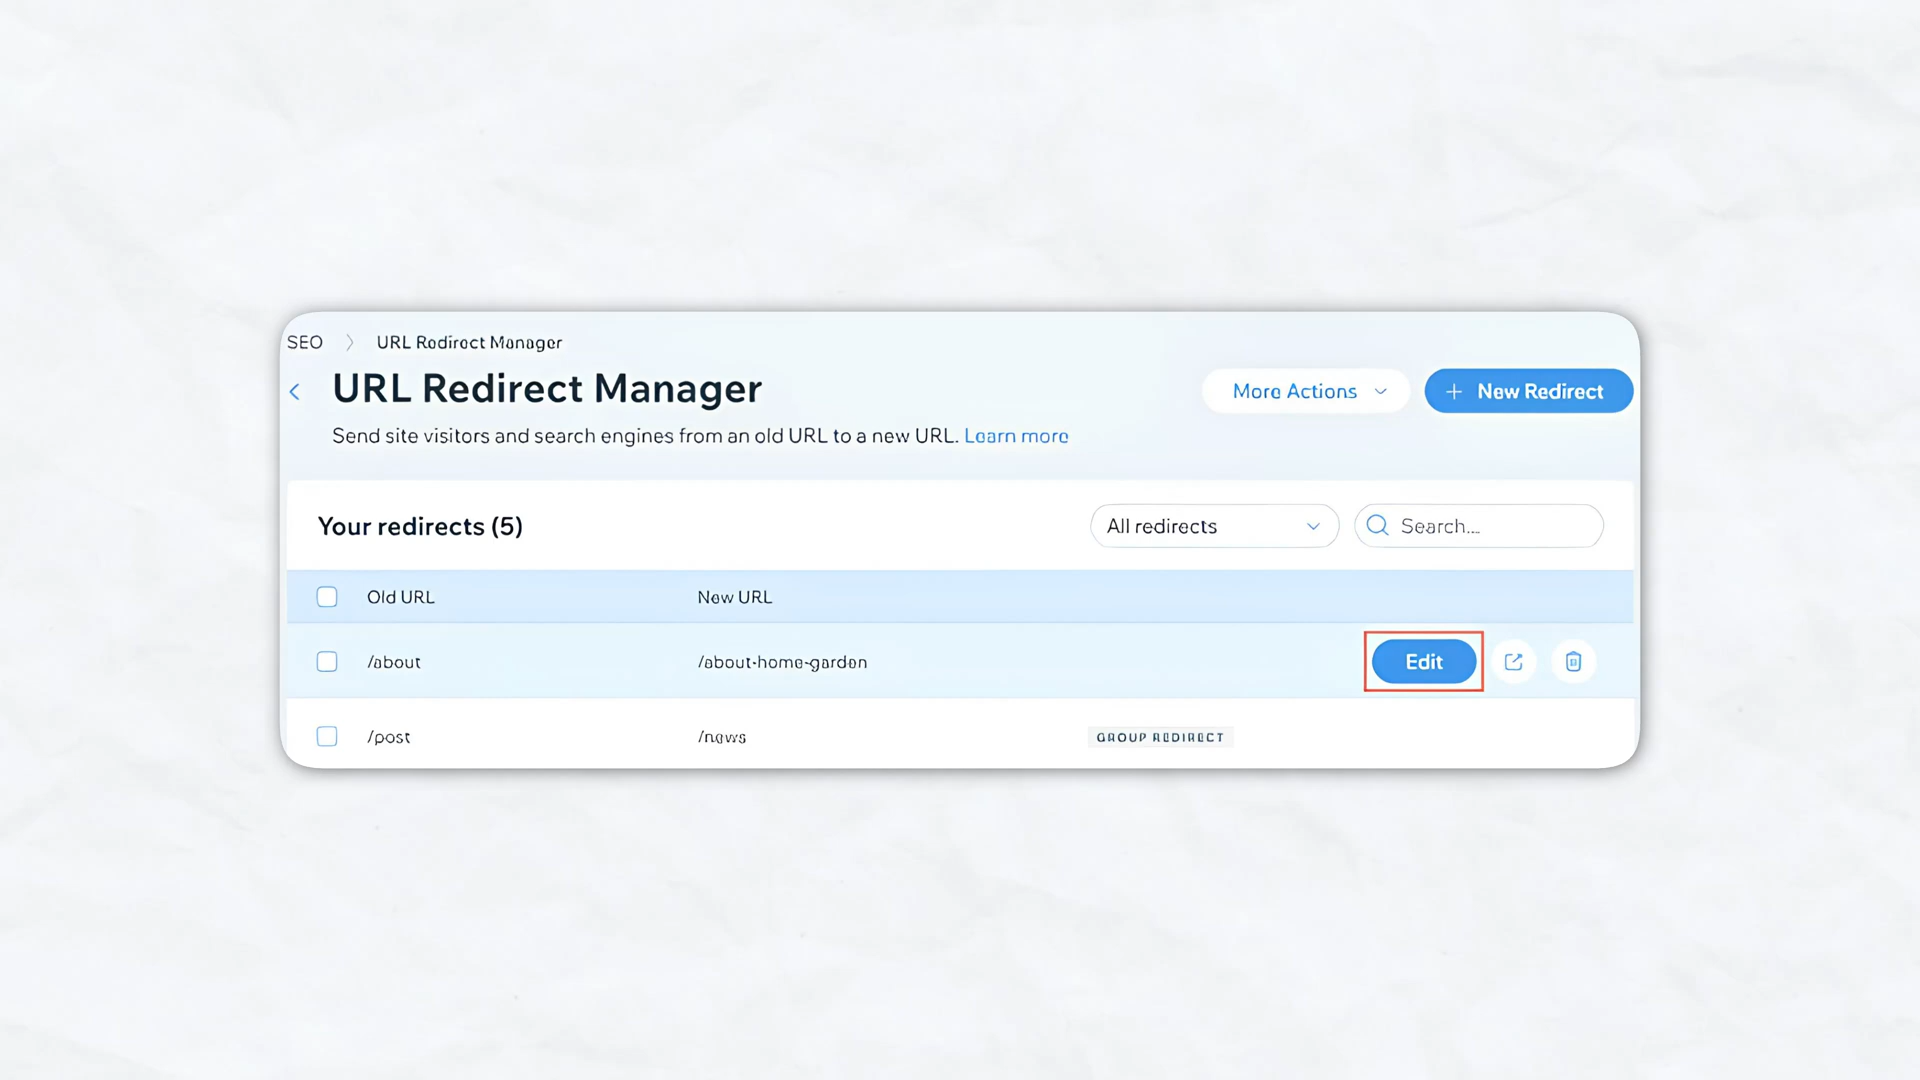 SEO > URL Redirect Manager
URL Redirect Manager
More Actions
+ New Redirect
Send site visitors and search engines from an old URL to a new URL. Learn more
Your redirects (5)
All redirects
Search...
Old URL New URL
/about /about-home-garden Edit
/post /news GROUP REDIRECT